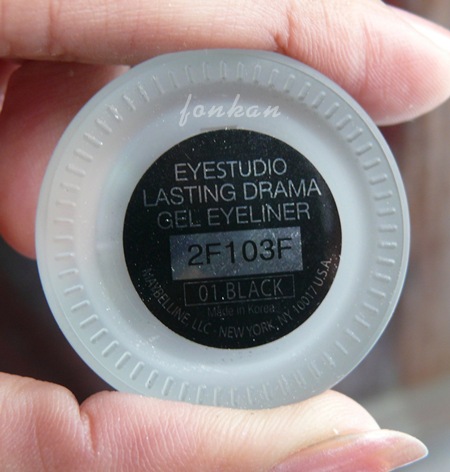 fonkan
EYESTUDIO
LASTING DRAMA
GEL EYELINER
2F103F
01.BLACK
Made in Korea
MAYBELLINE LLC - NEW YORK, NY 10017 U.S.A.